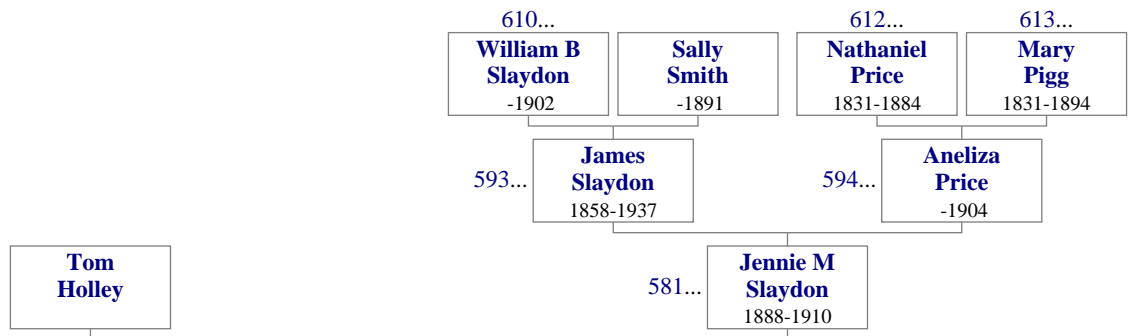 610...
612...
613...
William B
Slaydon
-1902
Sally
Smith
-1891
Nathaniel
Price
1831-1884
Mary
Pigg
1831-1894
593...
James
Slaydon
1858-1937
594...
Aneliza
Price
-1904
Tom
Holley
581...
Jennie M
Slaydon
1888-1910